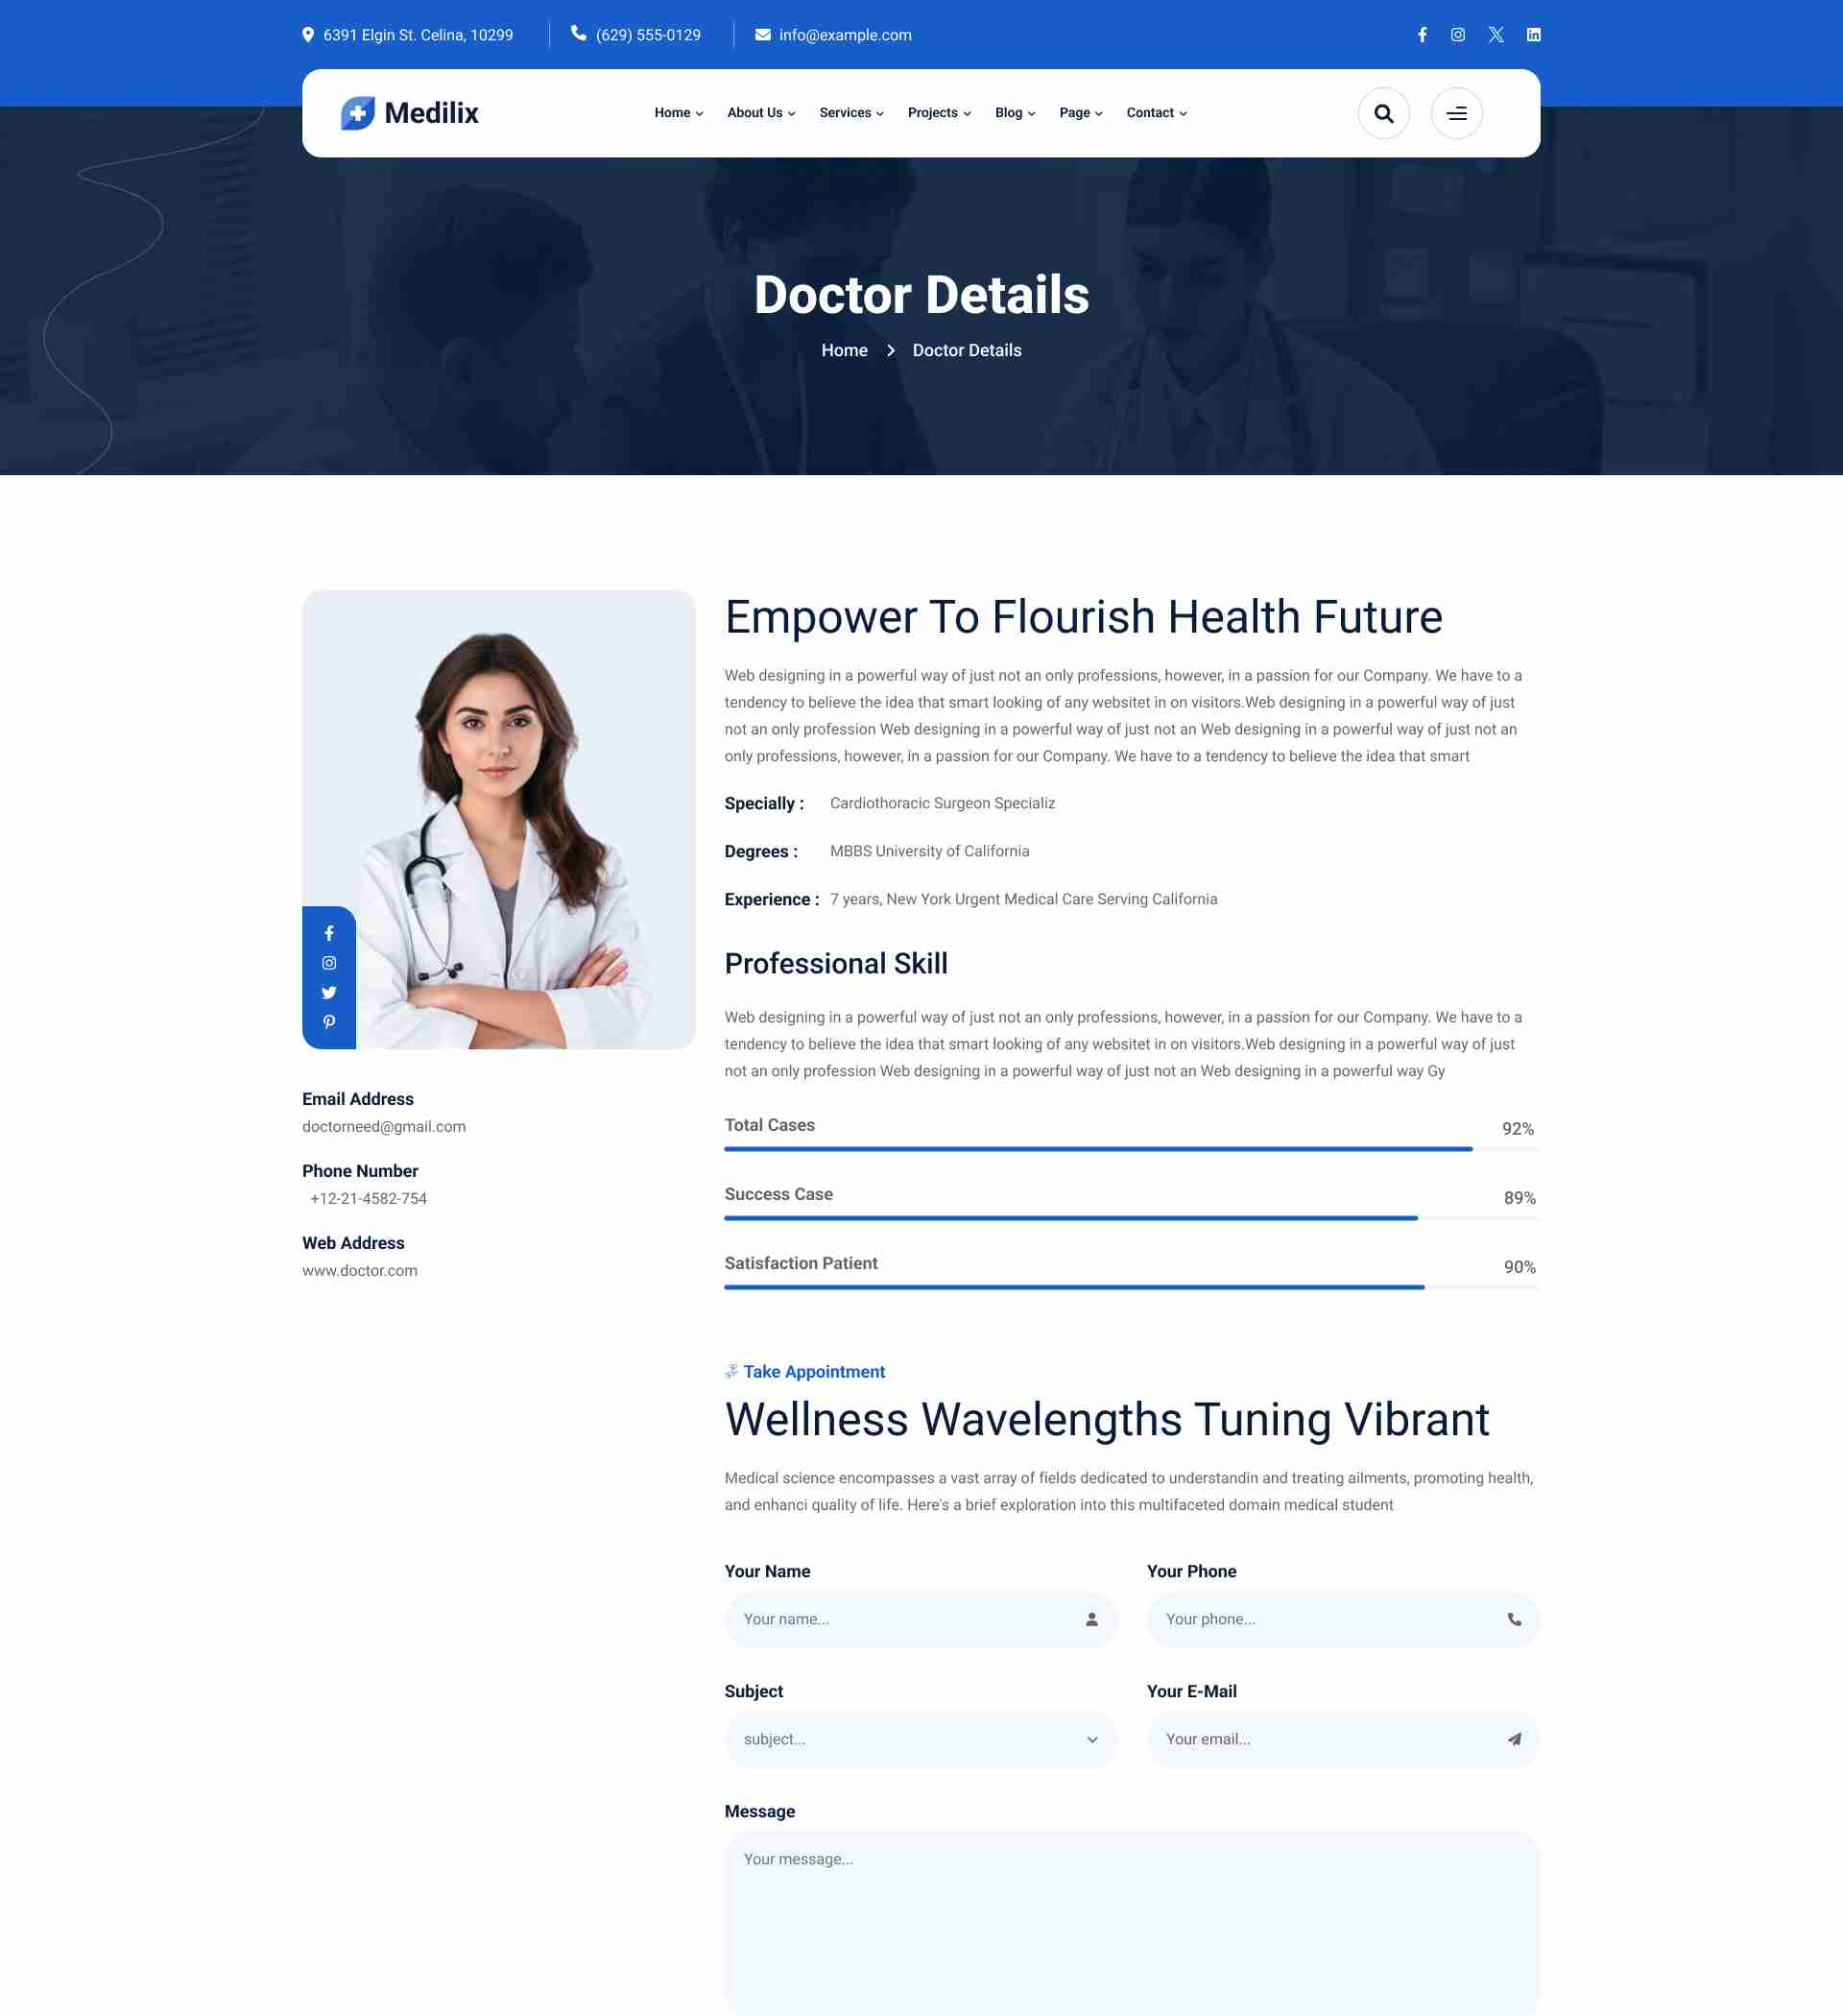 6391 Elgin St. Celina, 10299
(629) 555-0129
info@example.com
Medilix
Home
About Us
Services
Projects
Blog
Page
Contact
Doctor Details
Home
Doctor Details
Empower To Flourish Health Future
Web designing in a powerful way of just not an only professions, however, in a passion for our Company. We have to a
tendency to believe the idea that smart looking of any websitet in on visitors.Web designing in a powerful way of just
not an only profession Web designing in a powerful way of just not an Web designing in a powerful way of just not an
only professions, however, in a passion for our Company. We have to a tendency to believe the idea that smart
Specially : Cardiothoracic Surgeon Specializ
Degrees : MBBS University of California
Experience : 7 years, New York Urgent Medical Care Serving California
Professional Skill
Web designing in a powerful way of just not an only professions, however, in a passion for our Company. We have to a
tendency to believe the idea that smart looking of any websitet in on visitors.Web designing in a powerful way of just
not an only profession Web designing in a powerful way of just not an Web designing in a powerful way Gy
Total Cases 92%
Success Case 89%
Satisfaction Patient 90%
Email Address
doctorneed@gmail.com
Phone Number
+12-21-4582-754
Web Address
www.doctor.com
Take Appointment
Wellness Wavelengths Tuning Vibrant
Medical science encompasses a vast array of fields dedicated to understandin and treating ailments, promoting health,
and enhanci quality of life. Here's a brief exploration into this multifaceted domain medical student
Your Name
Your name...
Your Phone
Your phone...
Subject
subject...
Your E-Mail
Your email...
Message
Your message...